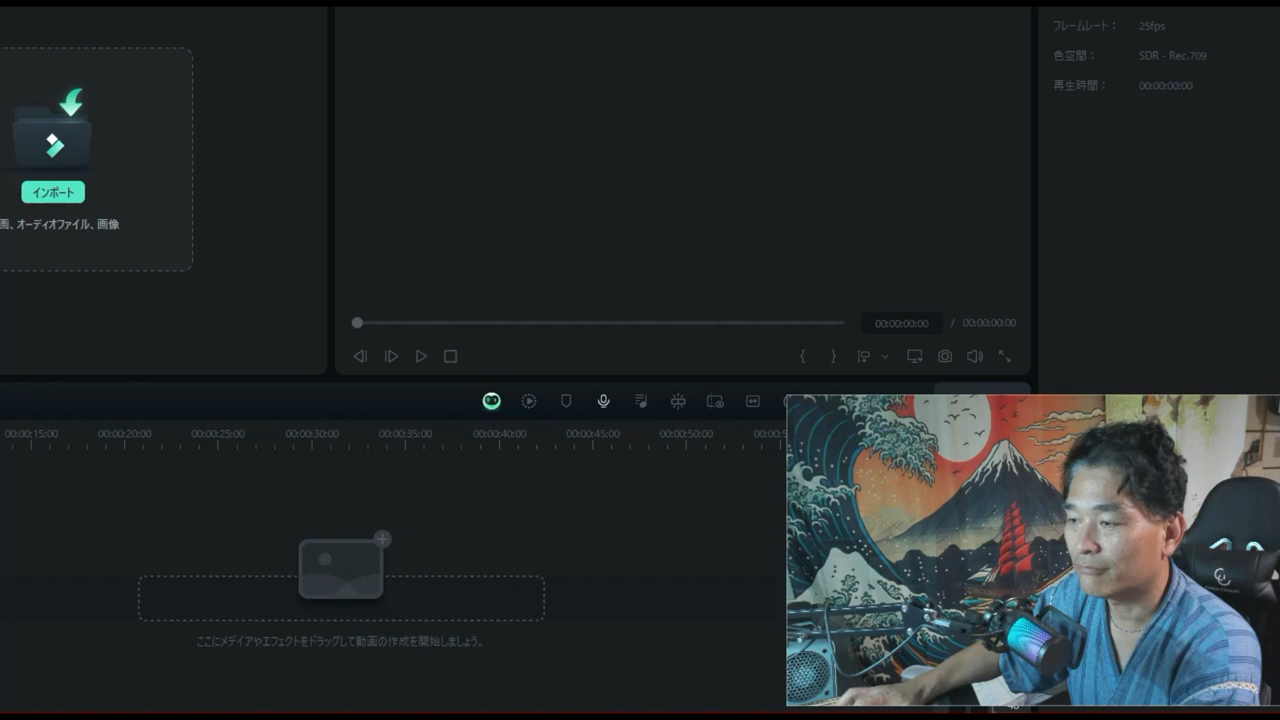 フレームレート： 25fps
色空間： SDR - Rec.709
再生時間： 00:00:00:00
インポート
画、オーディオファイル、画像
00:00:00:00 / 00:00:00:00
00:00:15:00 00:00:20:00 00:00:25:00 00:00:30:00 00:00:35:00 00:00:40:00 00:00:45:00 00:00:50:00 00:00:5
ここにメディアやエフェクトをドラッグして動画の作成を開始しましょう。